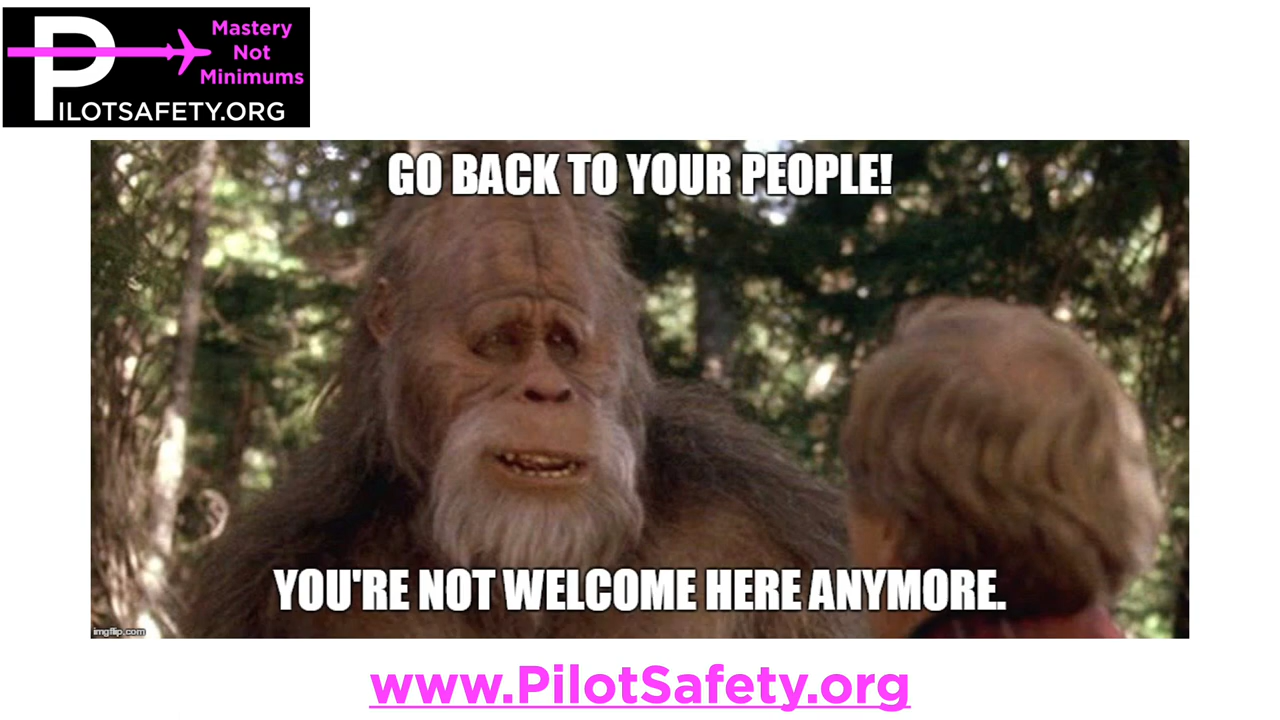 Mastery
Not
Minimums
PILOTSAFETY.ORG
GO BACK TO YOUR PEOPLE!
YOU'RE NOT WELCOME HERE ANYMORE.
imgflip.com
www.PilotSafety.org